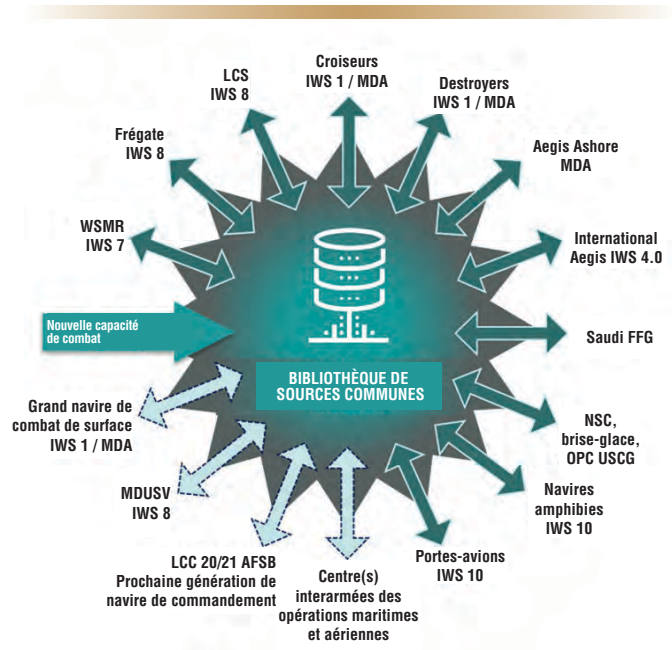 Croiseurs
IWS 1 / MDA
LCS
IWS 8
Destroyers
IWS 1 / MDA
Frégate
IWS 8
Aegis Ashore
MDA
WSMR
IWS 7
International
Aegis IWS 4.0
Nouvelle capacité
de combat
Saudi FFG
BIBLIOTHÈQUE DE
SOURCES COMMUNES
Grand navire de
combat de surface
IWS 1 / MDA
NSC,
brise-glace,
OPC USCG
MDUSV
IWS 8
Navires
amphibies
IWS 10
LCC 20/21 AFSB
Prochaine génération de
navire de commandement
Centre(s)
interarmées des
opérations maritimes
et aériennes
Portes-avions
IWS 10